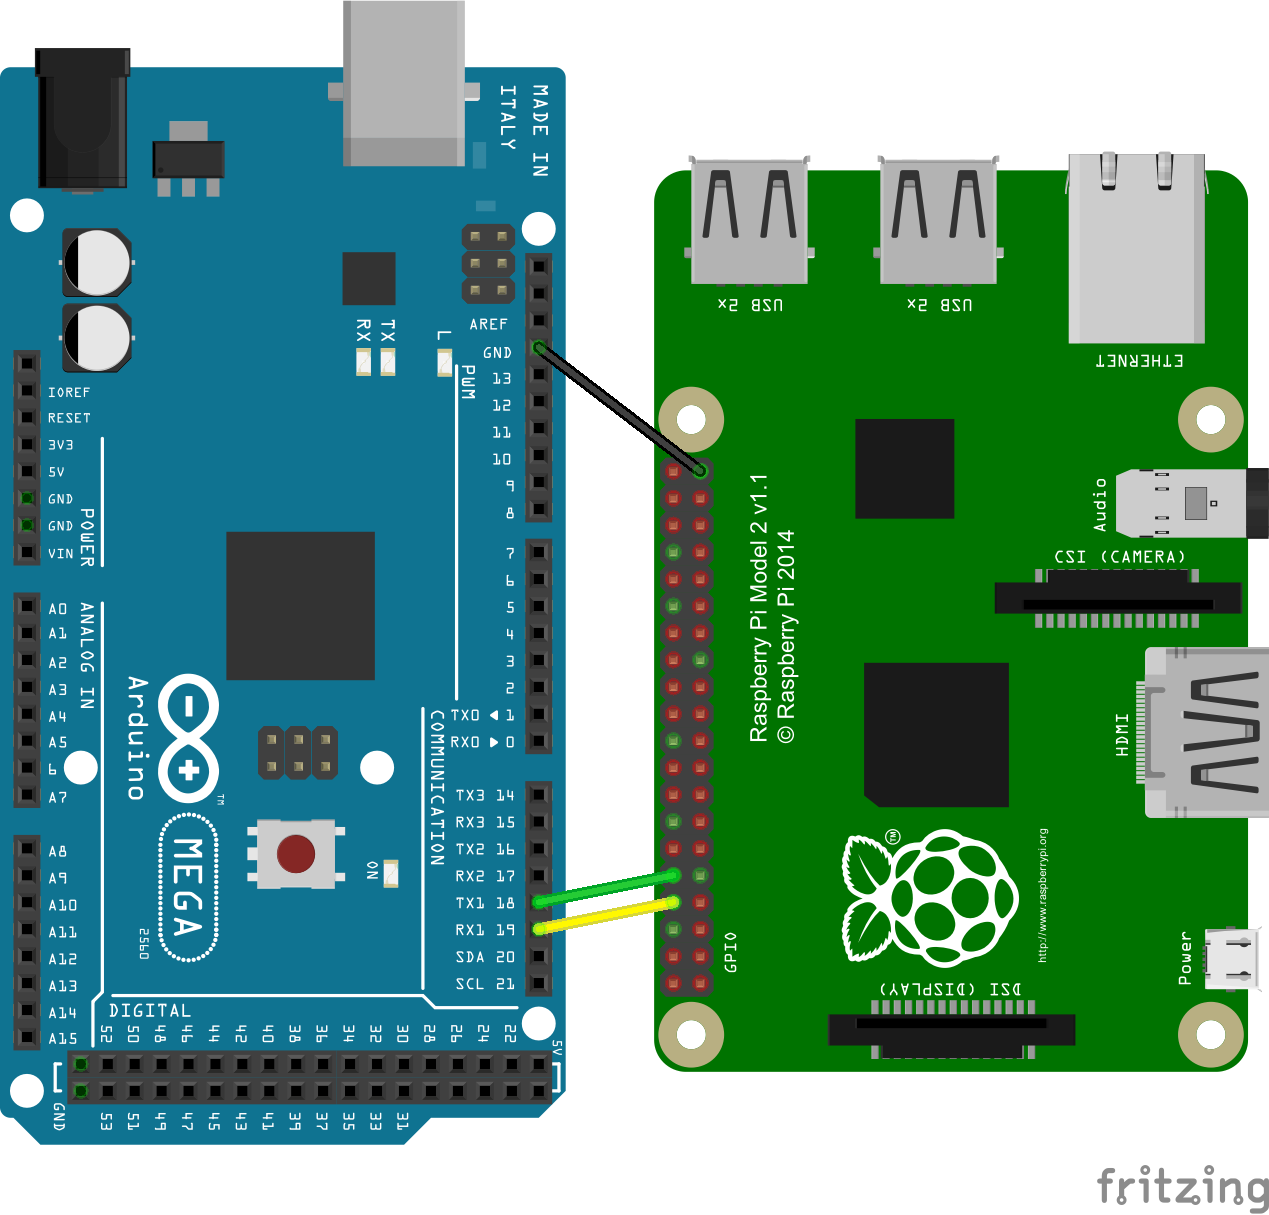 MADE IN
ITALY
RX
TX
L
AREF
GND
13
12
11
10
9
8
PWM
7
6
5
4
3
2
TX0 ◄ 1
RX0 ► 0
TX3 14
RX3 15
TX2 16
RX2 17
TX1 18
RX1 19
SDA 20
SCL 21
COMMUNICATION
IOREF
RESET
3V3
5V
GND
GND
VIN
POWER
A0
A1
A2
A3
A4
A5
6
A7
ANALOG IN
A8
A9
A10
A11
A12
A13
A14
A15
Arduino
TM
MEGA
2560
ON
DIGITAL
52 50 48 46 44 42 40 38 36 34 32 30 28 26 24 22
5V
GND
53 51 49 47 45 43 41 39 37 35 33 31
USB 2x
USB 2x
ETHERNET
Raspberry Pi Model 2 v1.1
© Raspberry Pi 2014
Audio
CSI (CAMERA)
HDMI
TM
http://www.raspberrypi.org
GPIO
Power
DSI (DISPLAY)
fritzing